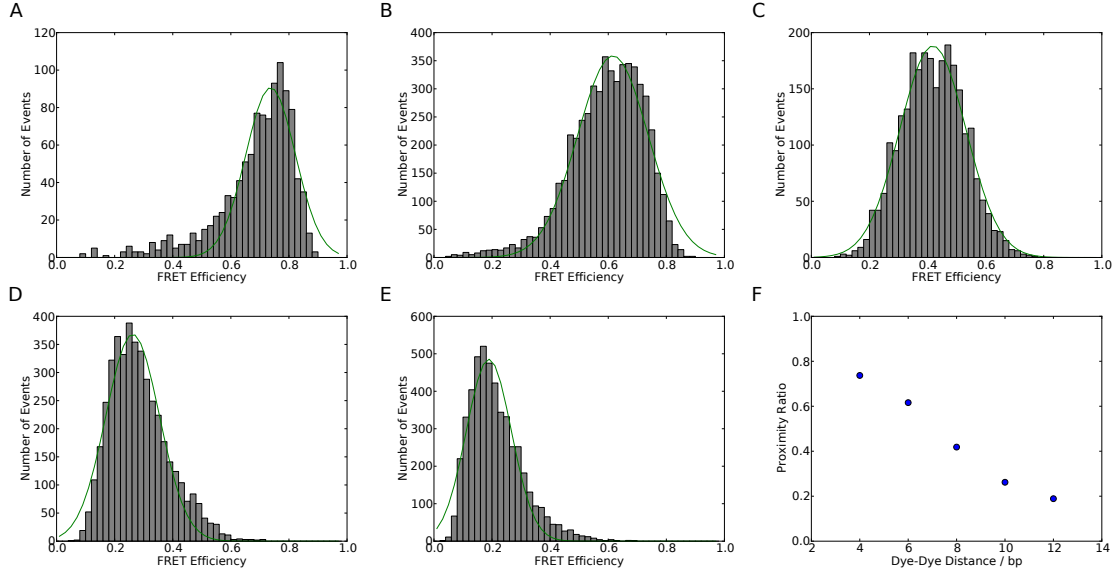 A
B
C
120
100
80
60
40
20
0
Number of Events
0.0 0.2 0.4 0.6 0.8 1.0
FRET Efficiency
400
350
300
250
200
150
100
50
0
Number of Events
0.0 0.2 0.4 0.6 0.8 1.0
FRET Efficiency
200
150
100
50
0
Number of Events
0.0 0.2 0.4 0.6 0.8 1.0
FRET Efficiency
D
E
F
400
350
300
250
200
150
100
50
0
Number of Events
0.0 0.2 0.4 0.6 0.8 1.0
FRET Efficiency
600
500
400
300
200
100
0
Number of Events
0.0 0.2 0.4 0.6 0.8 1.0
FRET Efficiency
1.0
0.8
0.6
0.4
0.2
0.0
Proximity Ratio
2 4 6 8 10 12 14
Dye-Dye Distance / bp